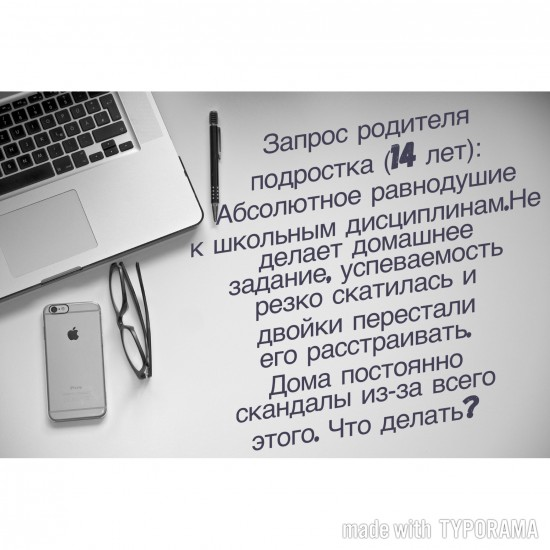 Запрос родителя
подростка (14 лет):
Абсолютное равнодушие
к школьным дисциплинам.Не
делает домашнее
задание, успеваемость
резко скатилась и
двойки перестали
его расстраивать.
Дома постоянно
скандалы из-за всего
этого. Что делать?
made with TYPORAMA